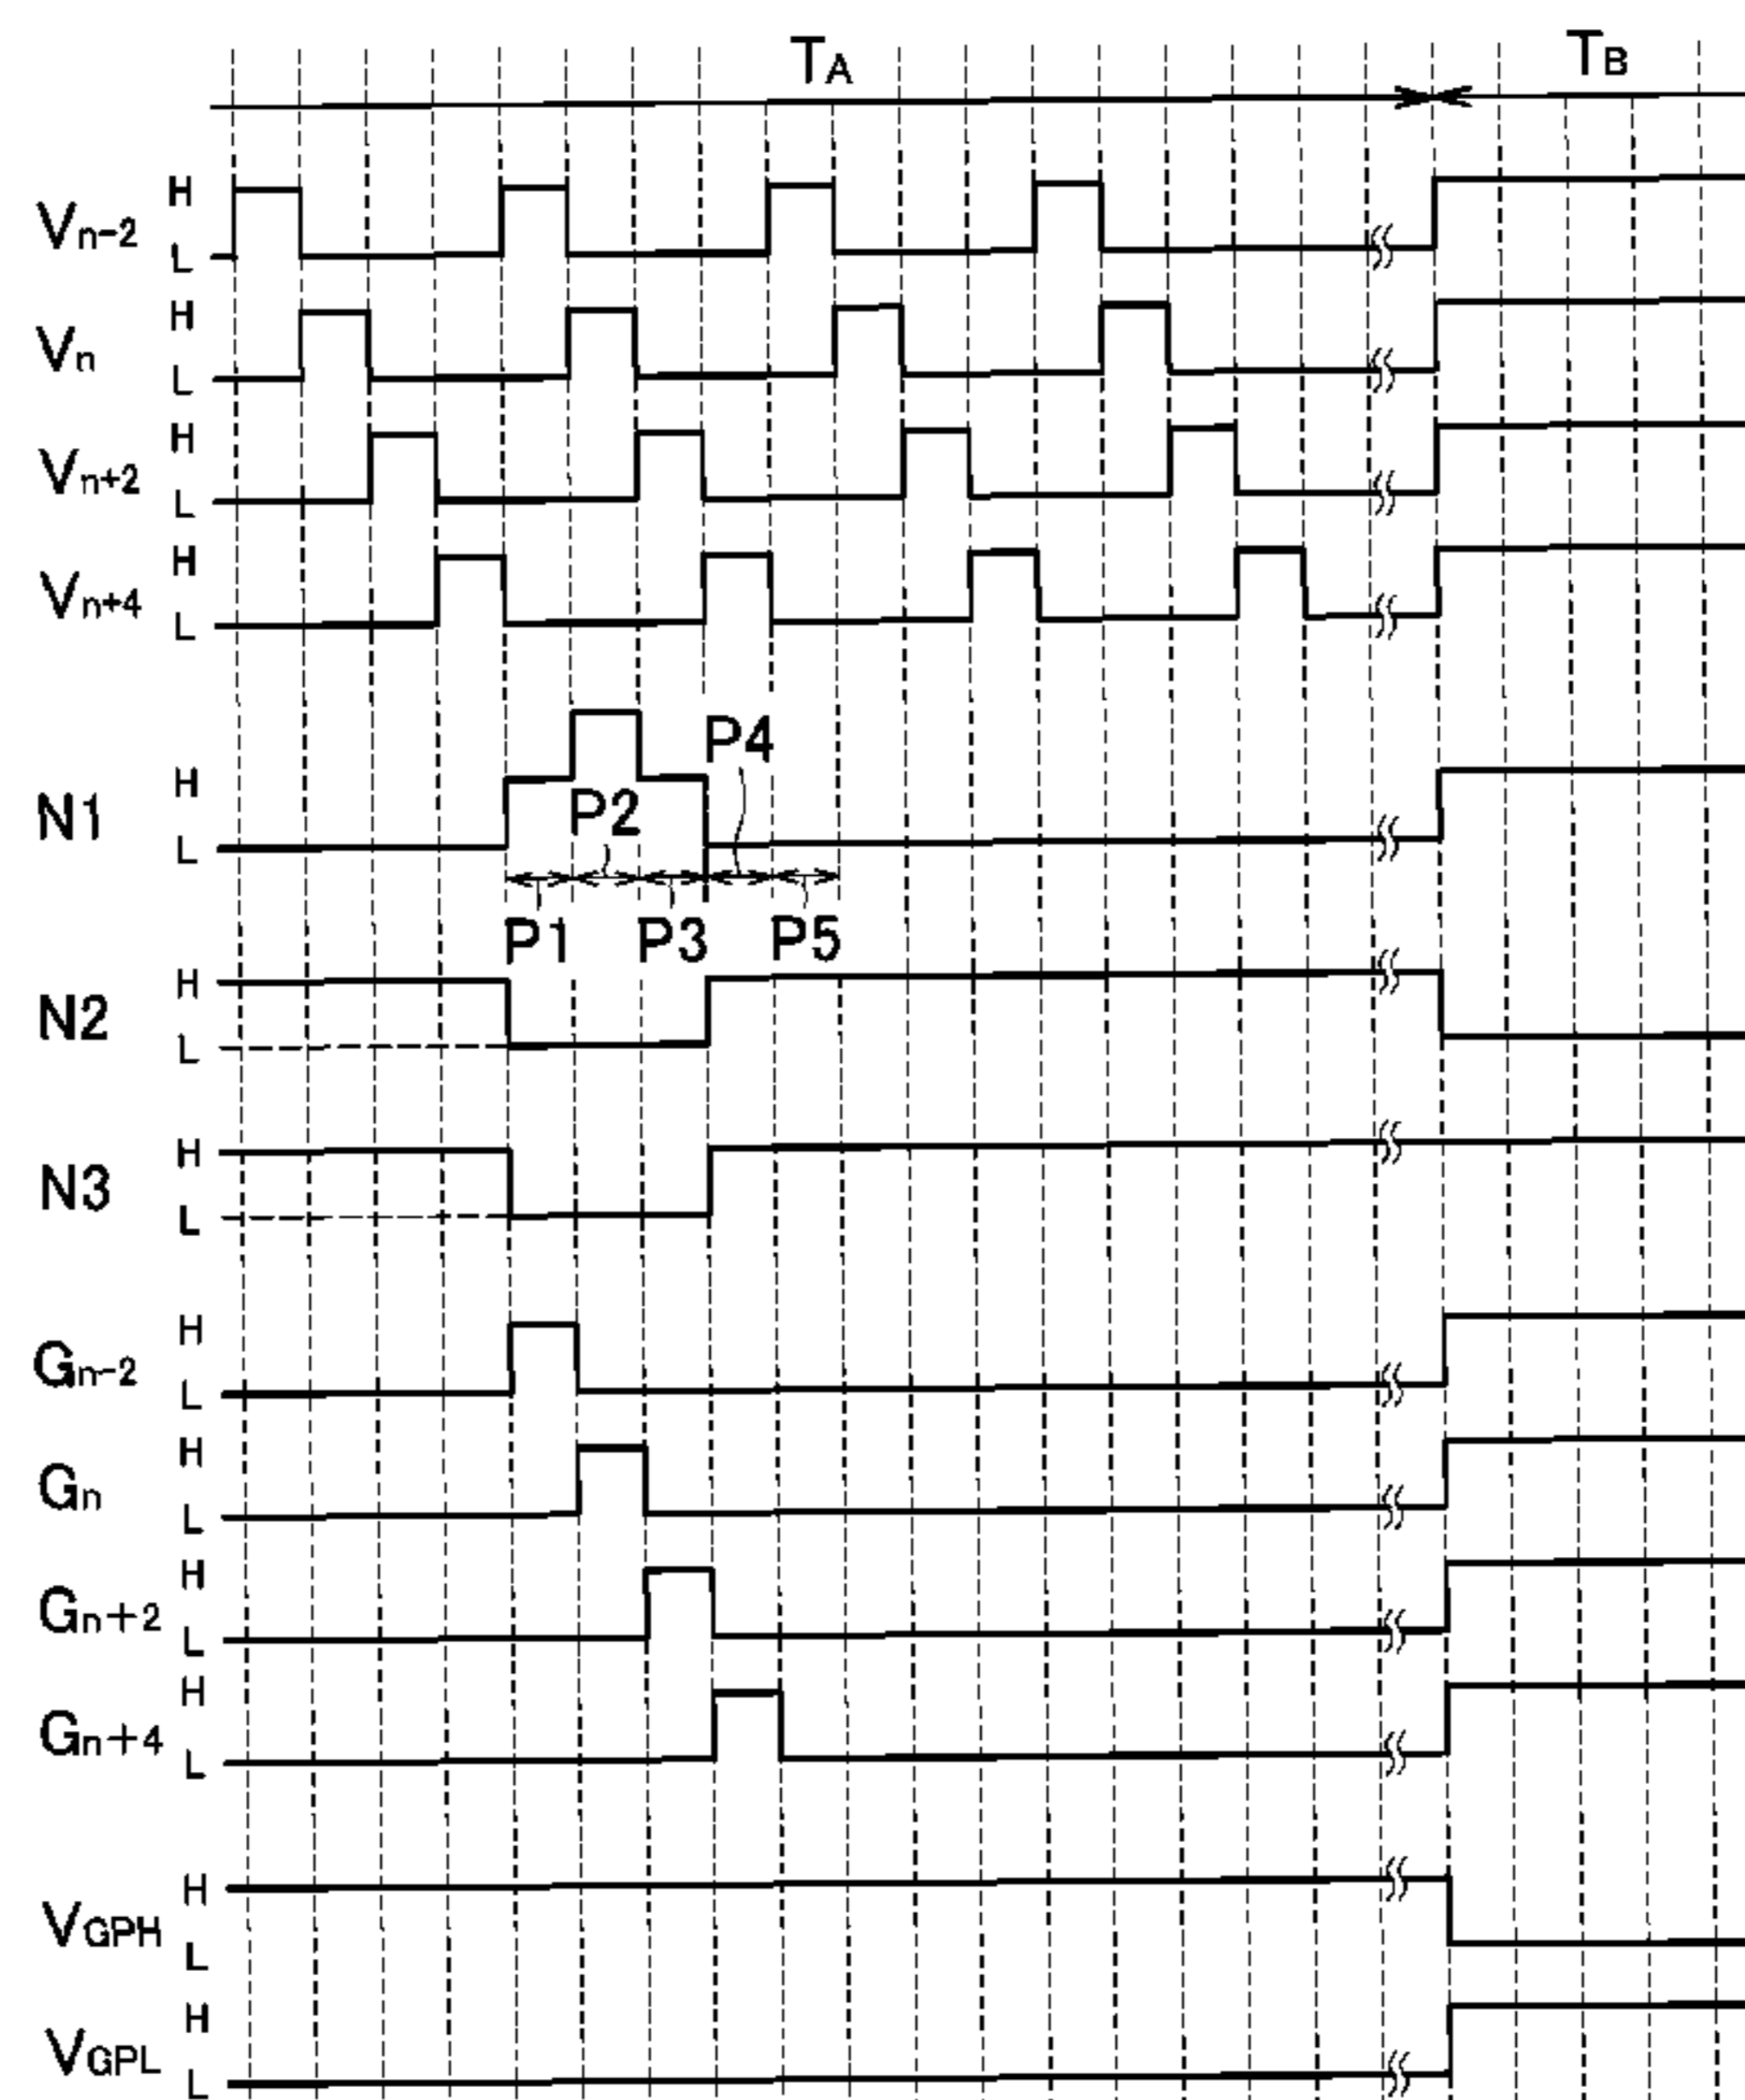 TA TB
Vn-2 H L
Vn H L
Vn+2 H L
Vn+4 H L
N1 H L
P1 P2 P3 P4 P5
N2 H L
N3 H L
Gn-2 H L
Gn H L
Gn+2 H L
Gn+4 H L
VGPH H L
VGPL H L